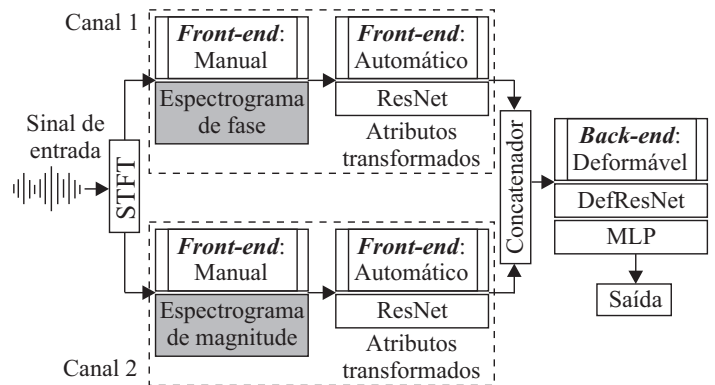 Canal 1
Front-end:
Manual
Espectrograma
de fase
Front-end:
Automático
ResNet
Atributos
transformados
Sinal de
entrada
STFT
Concatenador
Back-end:
Deformável
DefResNet
MLP
Saída
Front-end:
Manual
Espectrograma
de magnitude
Front-end:
Automático
ResNet
Atributos
transformados
Canal 2